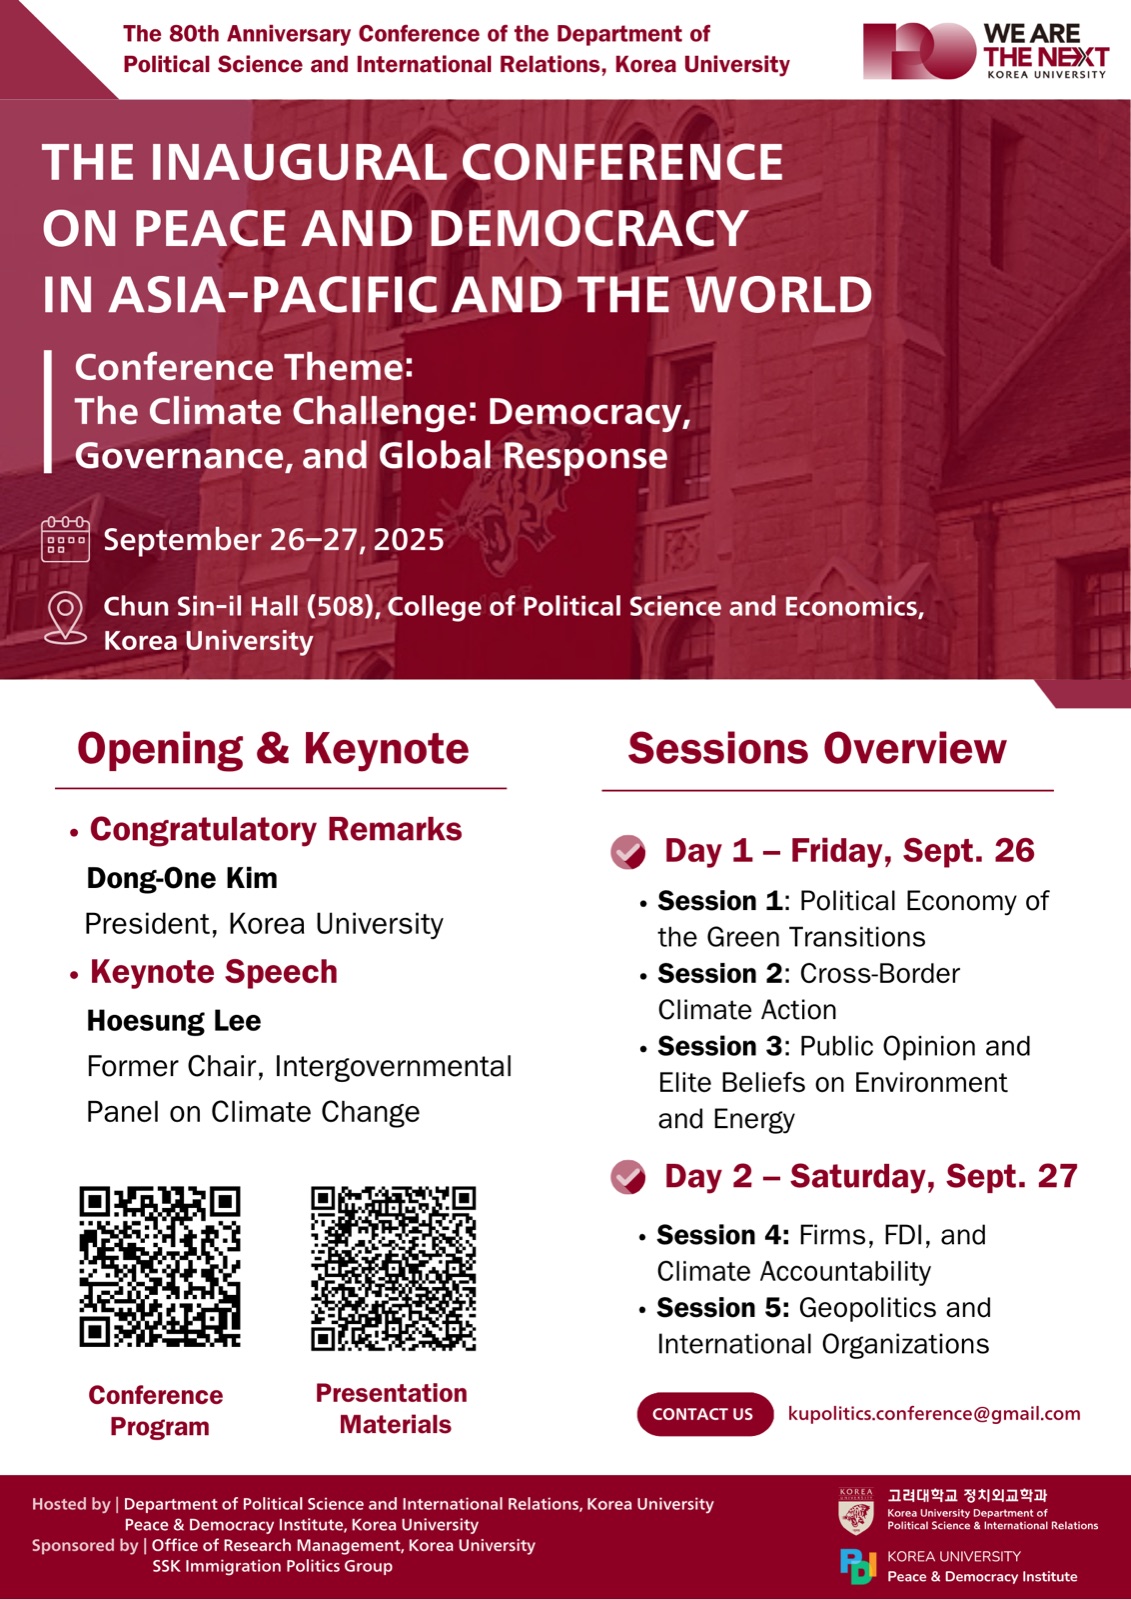 The 80th Anniversary Conference of the Department of
Political Science and International Relations, Korea University
WE ARE
THE NEXT
KOREA UNIVERSITY
THE INAUGURAL CONFERENCE
ON PEACE AND DEMOCRACY
IN ASIA-PACIFIC AND THE WORLD
Conference Theme:
The Climate Challenge: Democracy,
Governance, and Global Response
September 26–27, 2025
Chun Sin-il Hall (508), College of Political Science and Economics,
Korea University
Opening & Keynote
• Congratulatory Remarks
Dong-One Kim
President, Korea University
• Keynote Speech
Hoesung Lee
Former Chair, Intergovernmental
Panel on Climate Change
Conference
Program
Presentation
Materials
Sessions Overview
Day 1 – Friday, Sept. 26
• Session 1: Political Economy of
the Green Transitions
• Session 2: Cross-Border
Climate Action
• Session 3: Public Opinion and
Elite Beliefs on Environment
and Energy
Day 2 – Saturday, Sept. 27
• Session 4: Firms, FDI, and
Climate Accountability
• Session 5: Geopolitics and
International Organizations
CONTACT US kupolitics.conference@gmail.com
Hosted by | Department of Political Science and International Relations, Korea University
Peace & Democracy Institute, Korea University
Sponsored by | Office of Research Management, Korea University
SSK Immigration Politics Group
KOREA
고려대학교 정치외교학과
Korea University Department of
Political Science & International Relations
PDI
KOREA UNIVERSITY
Peace & Democracy Institute